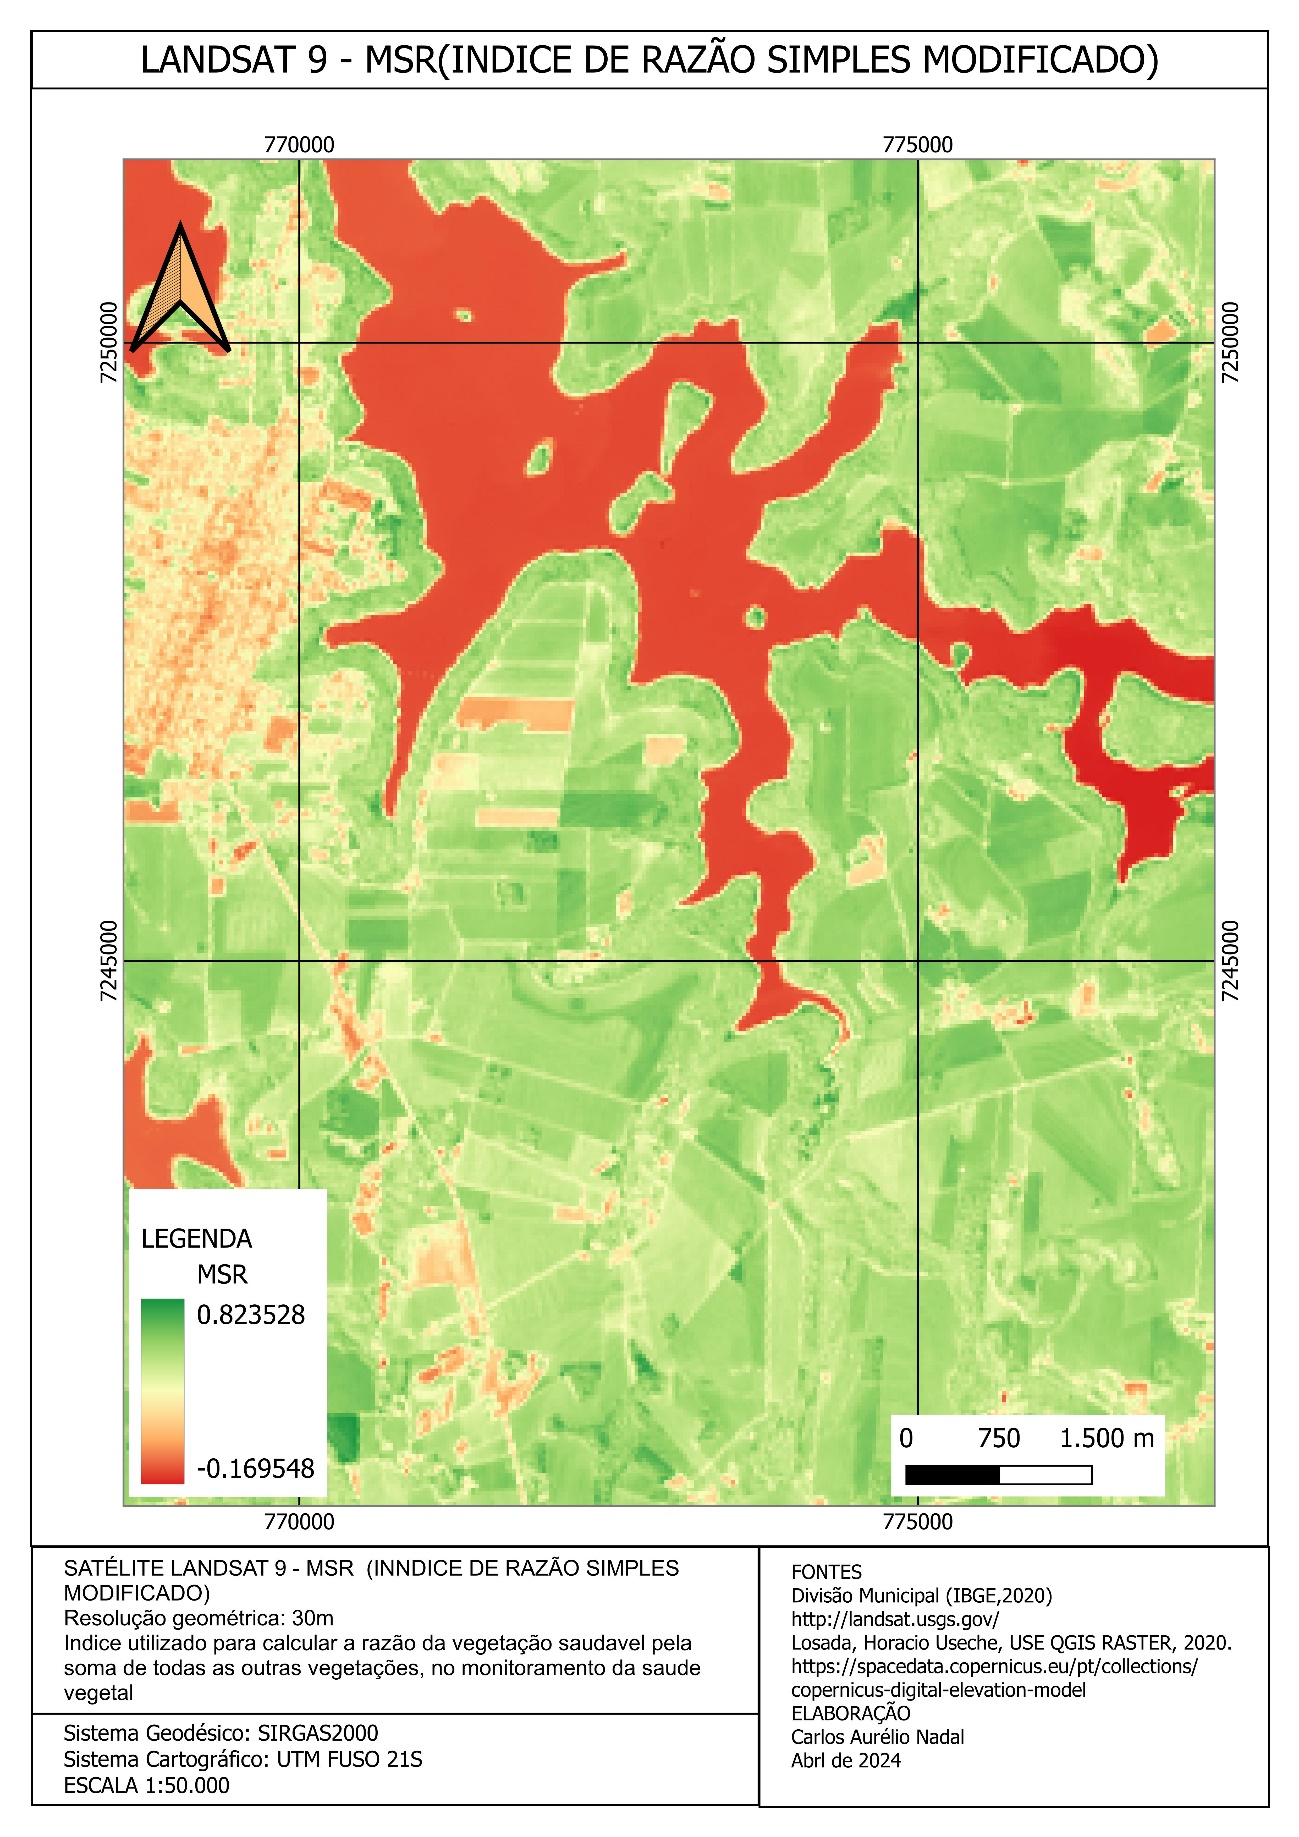 LANDSAT 9 - MSR(INDICE DE RAZÃO SIMPLES MODIFICADO)
770000
775000
7250000
7250000
7245000
7245000
LEGENDA
MSR
0.823528
-0.169548
0 750 1.500 m
770000
775000
SATÉLITE LANDSAT 9 - MSR (INNDICE DE RAZÃO SIMPLES
MODIFICADO)
Resolução geométrica: 30m
Indice utilizado para calcular a razão da vegetação saudavel pela
soma de todas as outras vegetações, no monitoramento da saude
vegetal
Sistema Geodésico: SIRGAS2000
Sistema Cartográfico: UTM FUSO 21S
ESCALA 1:50.000
FONTES
Divisão Municipal (IBGE,2020)
http://landsat.usgs.gov/
Losada, Horacio Useche, USE QGIS RASTER, 2020.
https://spacedata.copernicus.eu/pt/collections/
copernicus-digital-elevation-model
ELABORAÇÃO
Carlos Aurélio Nadal
Abrl de 2024